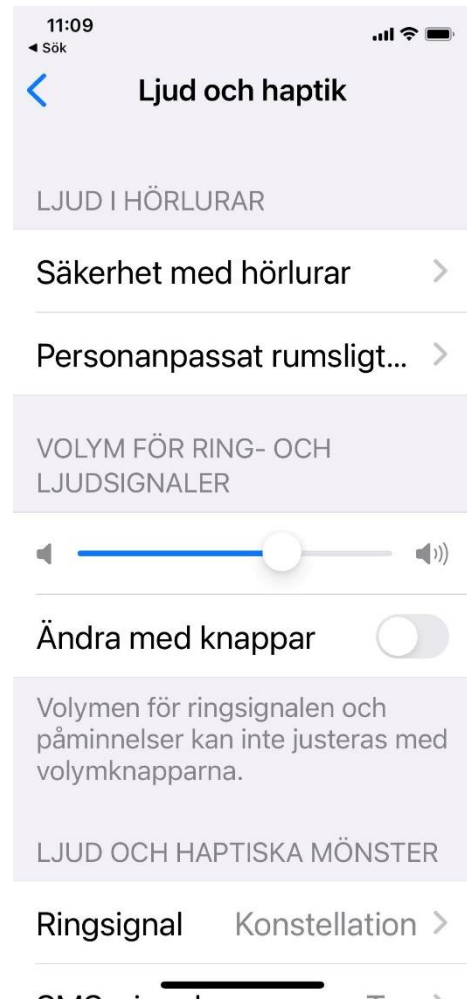 11:09
◀ Sök
Ljud och haptik
LJUD I HÖRLURAR
Säkerhet med hörlurar
Personanpassat rumsligt...
VOLYM FÖR RING- OCH
LJUDSIGNALER
Ändra med knappar
Volymen för ringsignalen och
påminnelser kan inte justeras med
volymknapparna.
LJUD OCH HAPTISKA MÖNSTER
Ringsignal Konstellation